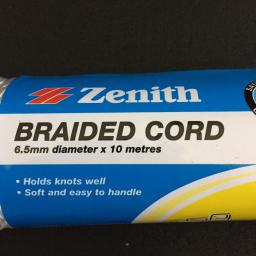 Zenith
BRAIDED CORD
6.5mm diameter x 10 metres
• Holds knots well
• Soft and easy to handle